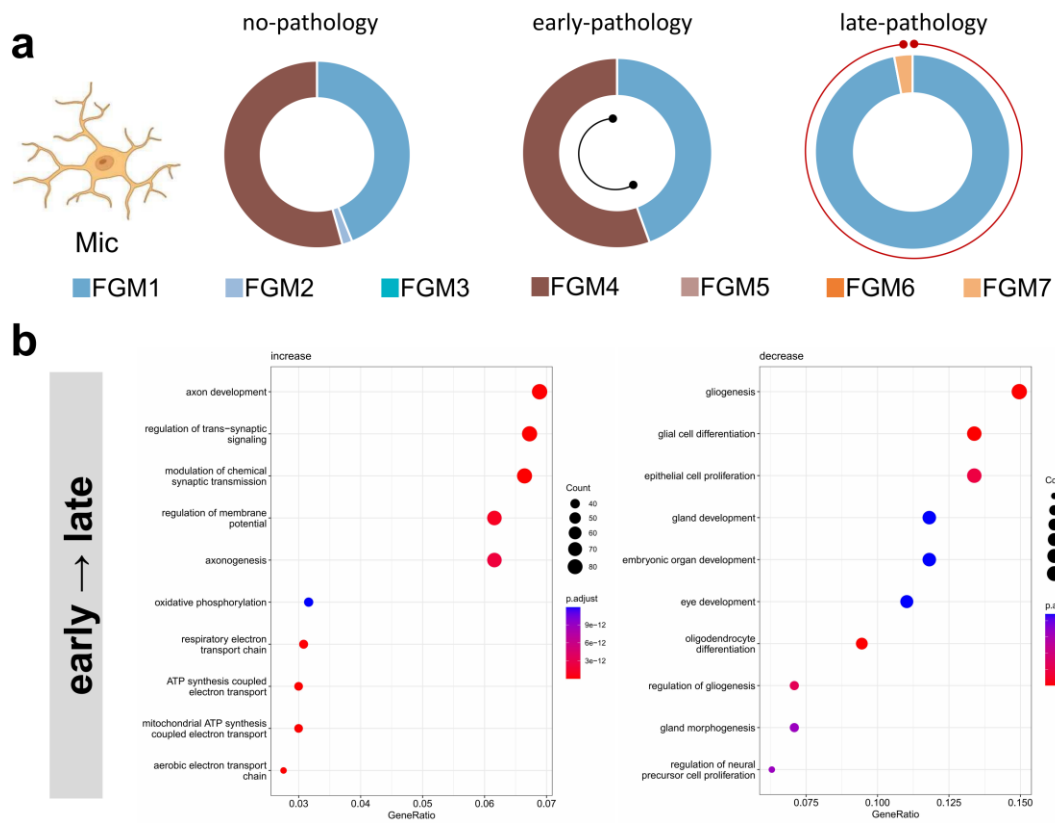 a
no-pathology
early-pathology
late-pathology
Mic
FGM1
FGM2
FGM3
FGM4
FGM5
FGM6
FGM7
b
early → late
increase
axon development
regulation of trans−synaptic
signaling
modulation of chemical
synaptic transmission
regulation of membrane
potential
axonogenesis
oxidative phosphorylation
respiratory electron
transport chain
ATP synthesis coupled
electron transport
mitochondrial ATP synthesis
coupled electron transport
aerobic electron transport
chain
0.03
0.04
0.05
0.06
0.07
GeneRatio
Count
40
50
60
70
80
p.adjust
9e−12
6e−12
3e−12
decrease
gliogenesis
glial cell differentiation
epithelial cell proliferation
gland development
embryonic organ development
eye development
oligodendrocyte
differentiation
regulation of gliogenesis
gland morphogenesis
regulation of neural
precursor cell proliferation
0.075
0.100
0.125
0.150
GeneRatio
Co
p.a